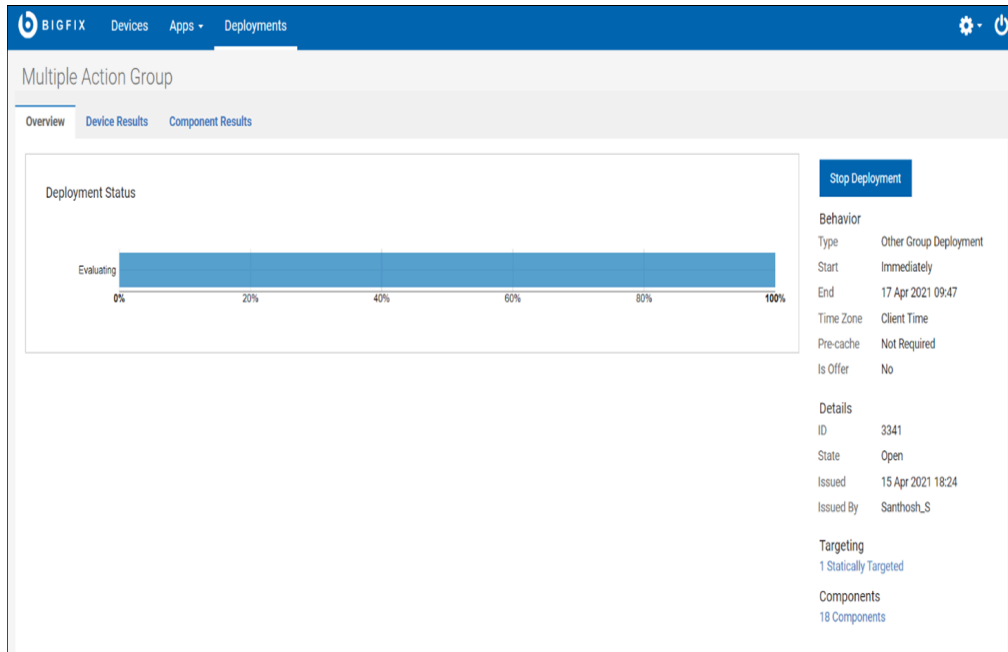 BIGFIX Devices Apps Deployments
Multiple Action Group
Overview Device Results Component Results
Deployment Status
Evaluating
0% 20% 40% 60% 80% 100%
Stop Deployment
Behavior
Type Other Group Deployment
Start Immediately
End 17 Apr 2021 09:47
Time Zone Client Time
Pre-cache Not Required
Is Offer No
Details
ID 3341
State Open
Issued 15 Apr 2021 18:24
Issued By Santhosh_S
Targeting
1 Statically Targeted
Components
18 Components